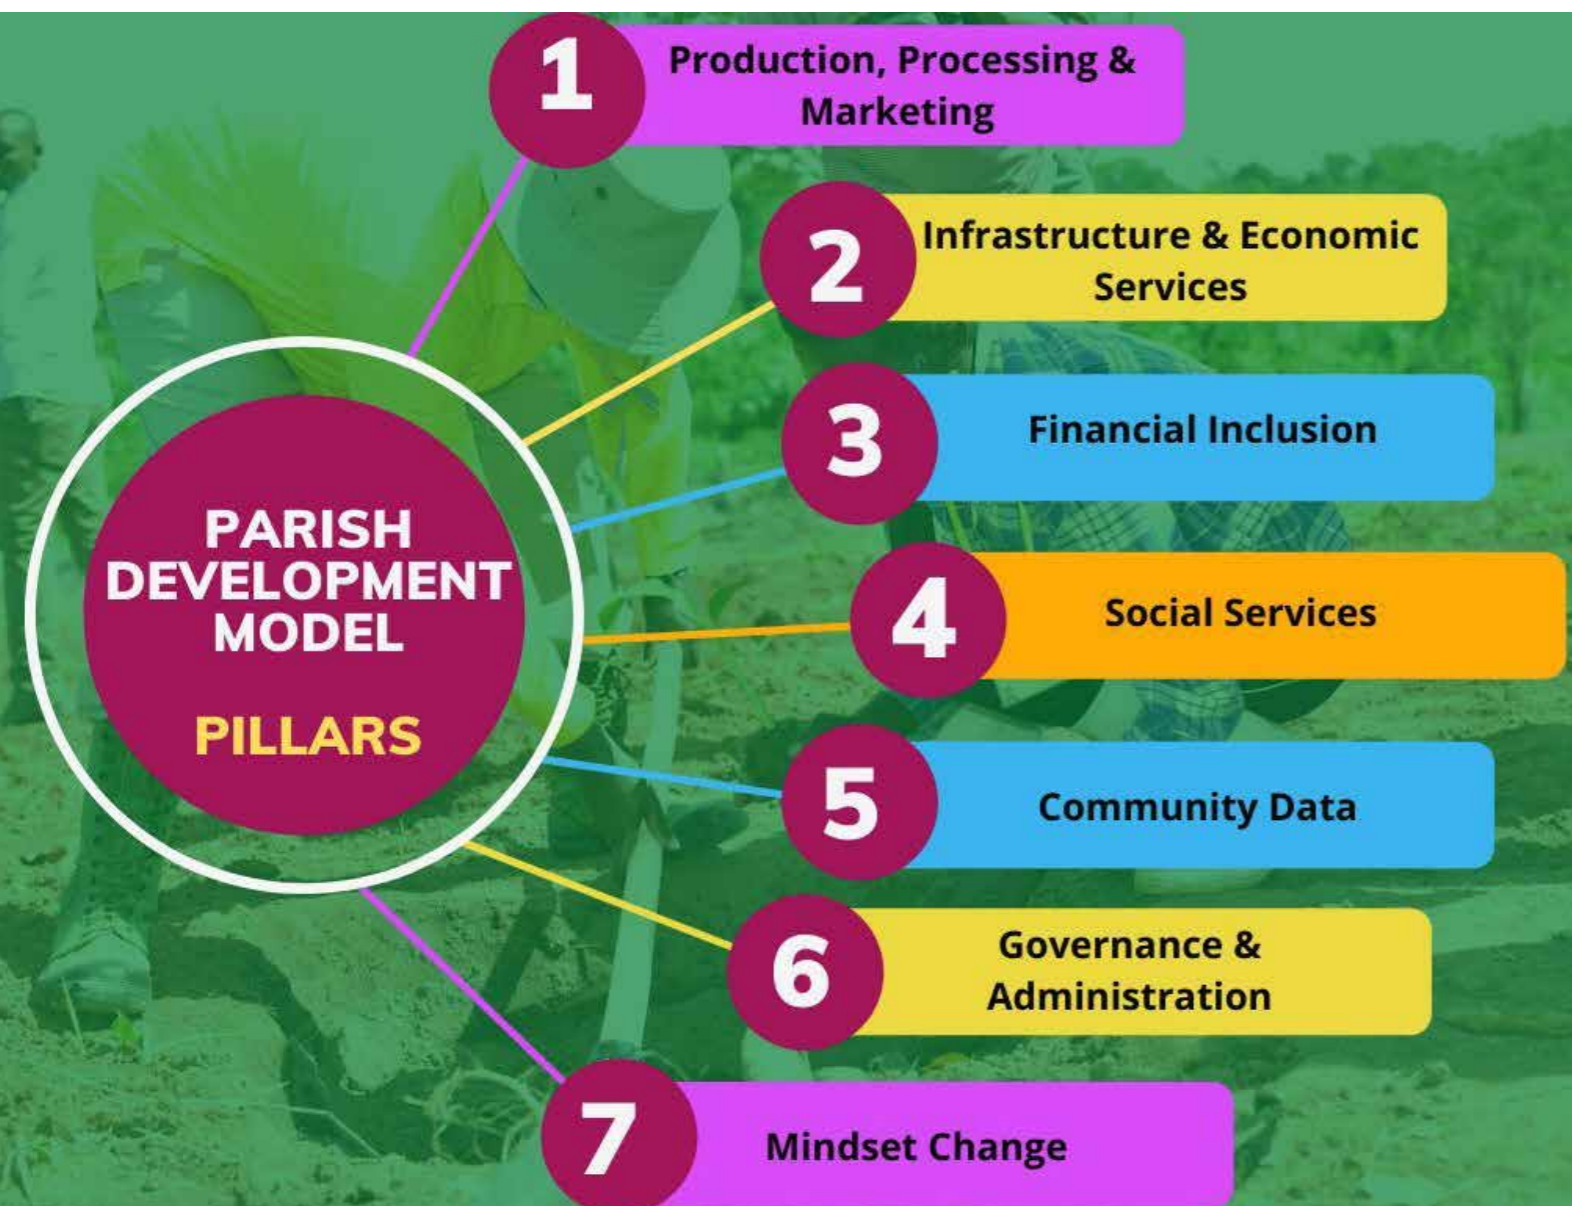 PARISH
DEVELOPMENT
MODEL
PILLARS
1
Production, Processing &
Marketing
2
Infrastructure & Economic
Services
3
Financial Inclusion
4
Social Services
5
Community Data
6
Governance &
Administration
7
Mindset Change